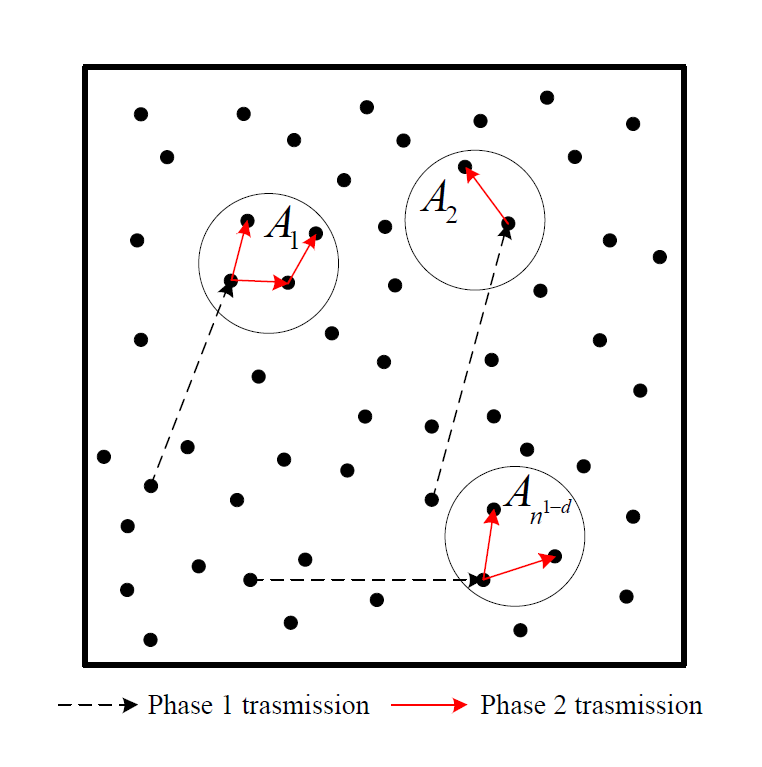 A₁
A₂
Aₙ₁₋d
Phase 1 trasmission
Phase 2 trasmission